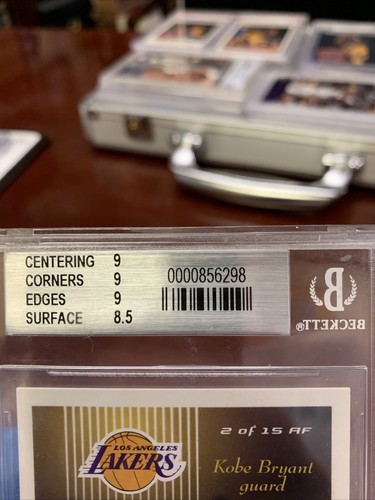 CENTERING 9
CORNERS 9
EDGES 9
SURFACE 8.5
0000856298
BECKETT®
2 of 15 AF
LOS ANGELES
LAKERS
Kobe Bryant
guard